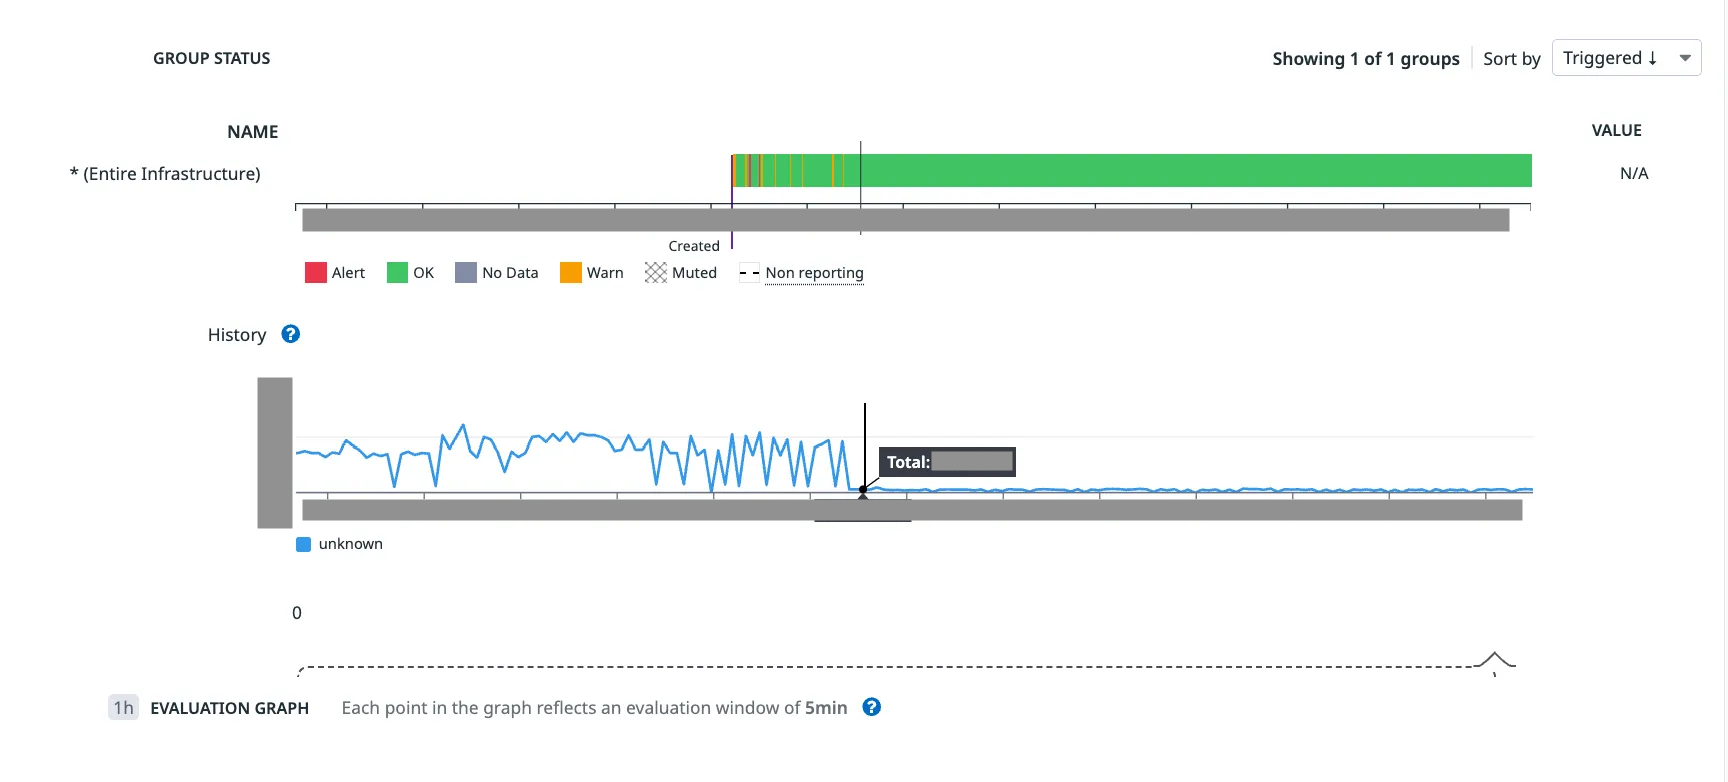 GROUP STATUS
Showing 1 of 1 groups
Sort by
Triggered ↓
NAME
VALUE
* (Entire Infrastructure)
N/A
Created
Alert
OK
No Data
Warn
Muted
Non reporting
History ?
Total:
unknown
0
1h EVALUATION GRAPH Each point in the graph reflects an evaluation window of 5min ?